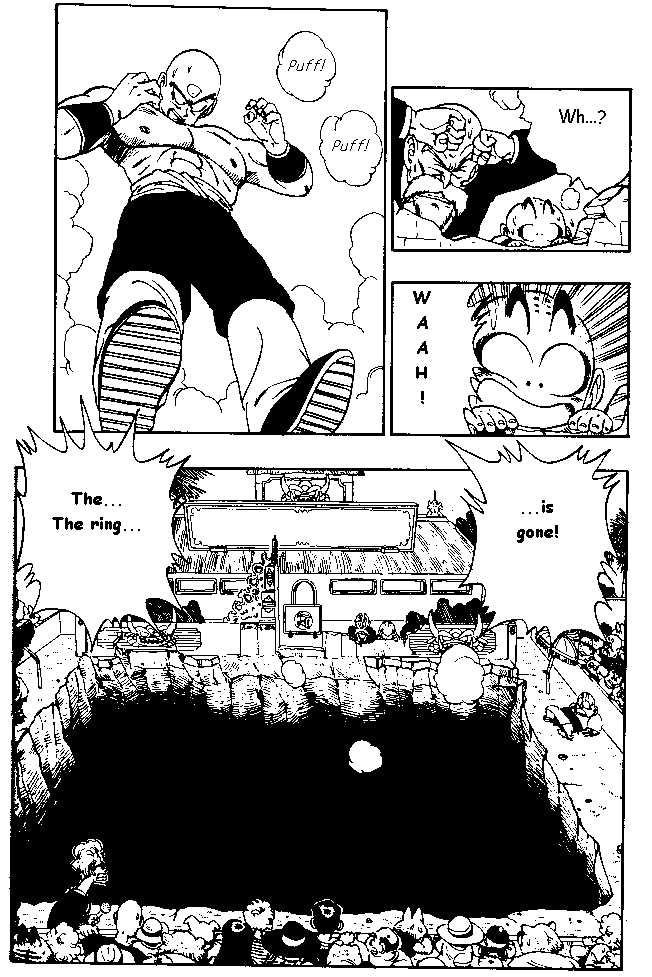 Puff!
Puff!
Wh...?
W
A
A
H
!
The...
The ring...
...is
gone!